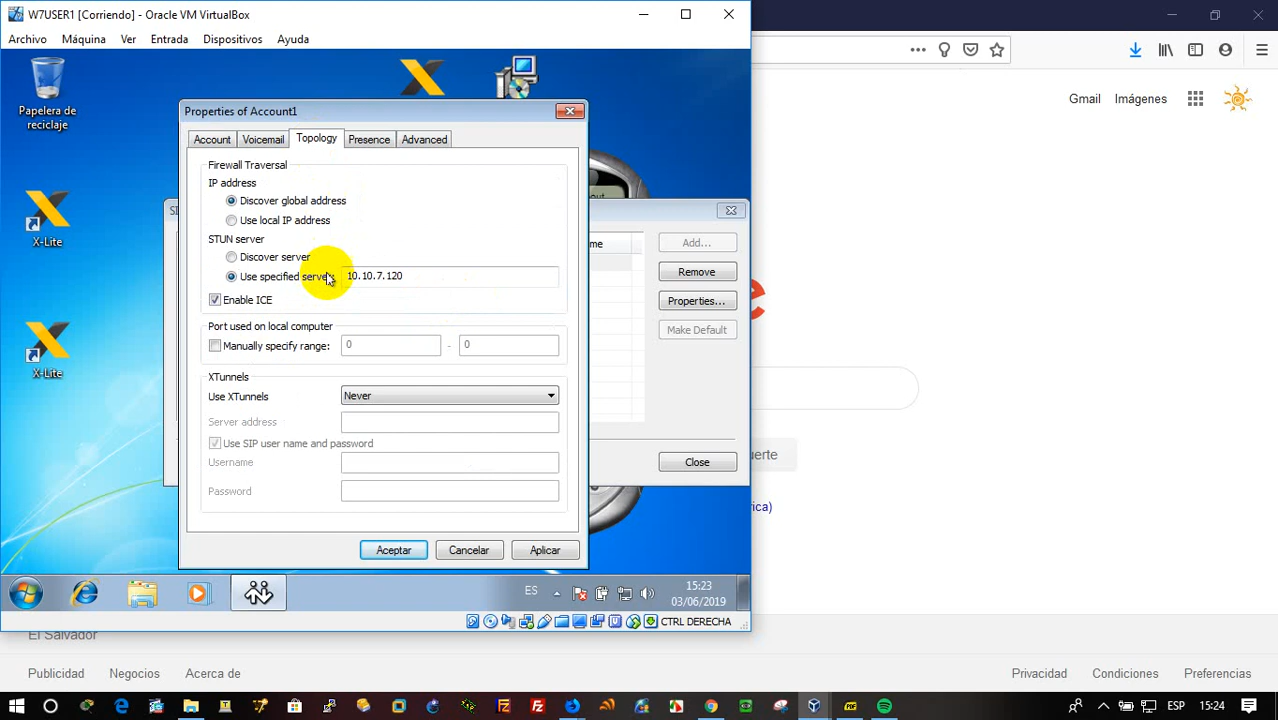 W7USER1 [Corriendo] - Oracle VM VirtualBox
Archivo Máquina Ver Entrada Dispositivos Ayuda
Papelera de
reciclaje
X-Lite
X-Lite
Properties of Account1
Account Voicemail Topology Presence Advanced
Firewall Traversal
IP address
Discover global address
Use local IP address
STUN server
Discover server
Use specified server: 10.10.7.120
Enable ICE
Port used on local computer
Manually specify range: 0 - 0
XTunnels
Use XTunnels Never
Server address
Use SIP user name and password
Username
Password
Aceptar Cancelar Aplicar
Add...
Remove
Properties...
Make Default
Close
ES
15:23
03/06/2019
CTRL DERECHA
Gmail Imágenes
El Salvador
Publicidad Negocios Acerca de
Privacidad Condiciones Preferencias
ESP 15:24